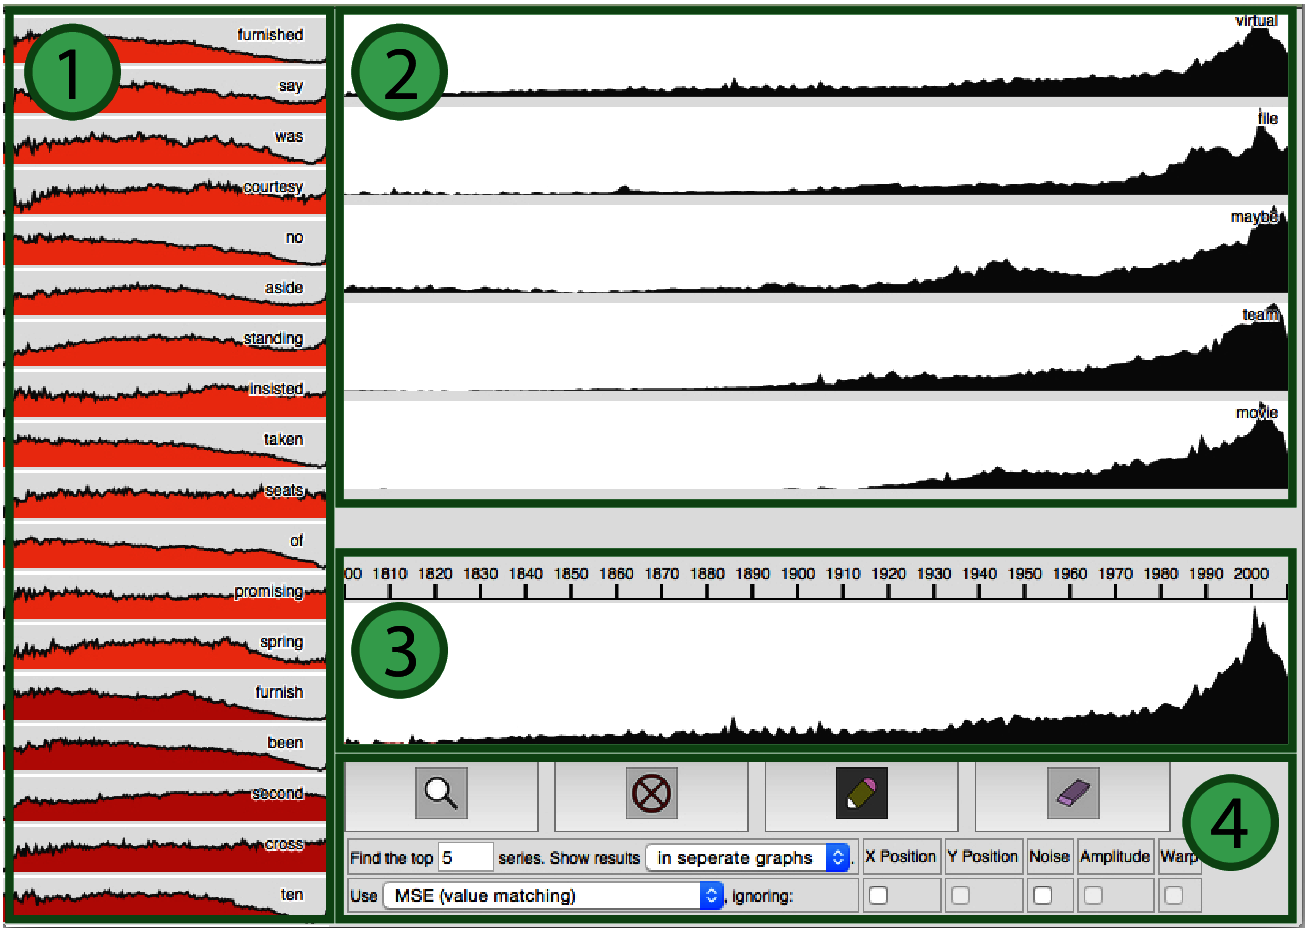 1
furnished
say
was
courtesy
no
aside
standing
insisted
taken
seats
of
promising
spring
furnish
been
second
cross
ten
2
virtual
file
maybe
team
movie
00 1810 1820 1830 1840 1850 1860 1870 1880 1890 1900 1910 1920 1930 1940 1950 1960 1970 1980 1990 2000
3
4
Find the top 5 series. Show results in seperate graphs . X Position Y Position Noise Amplitude Warp
Use MSE (value matching) , ignoring: